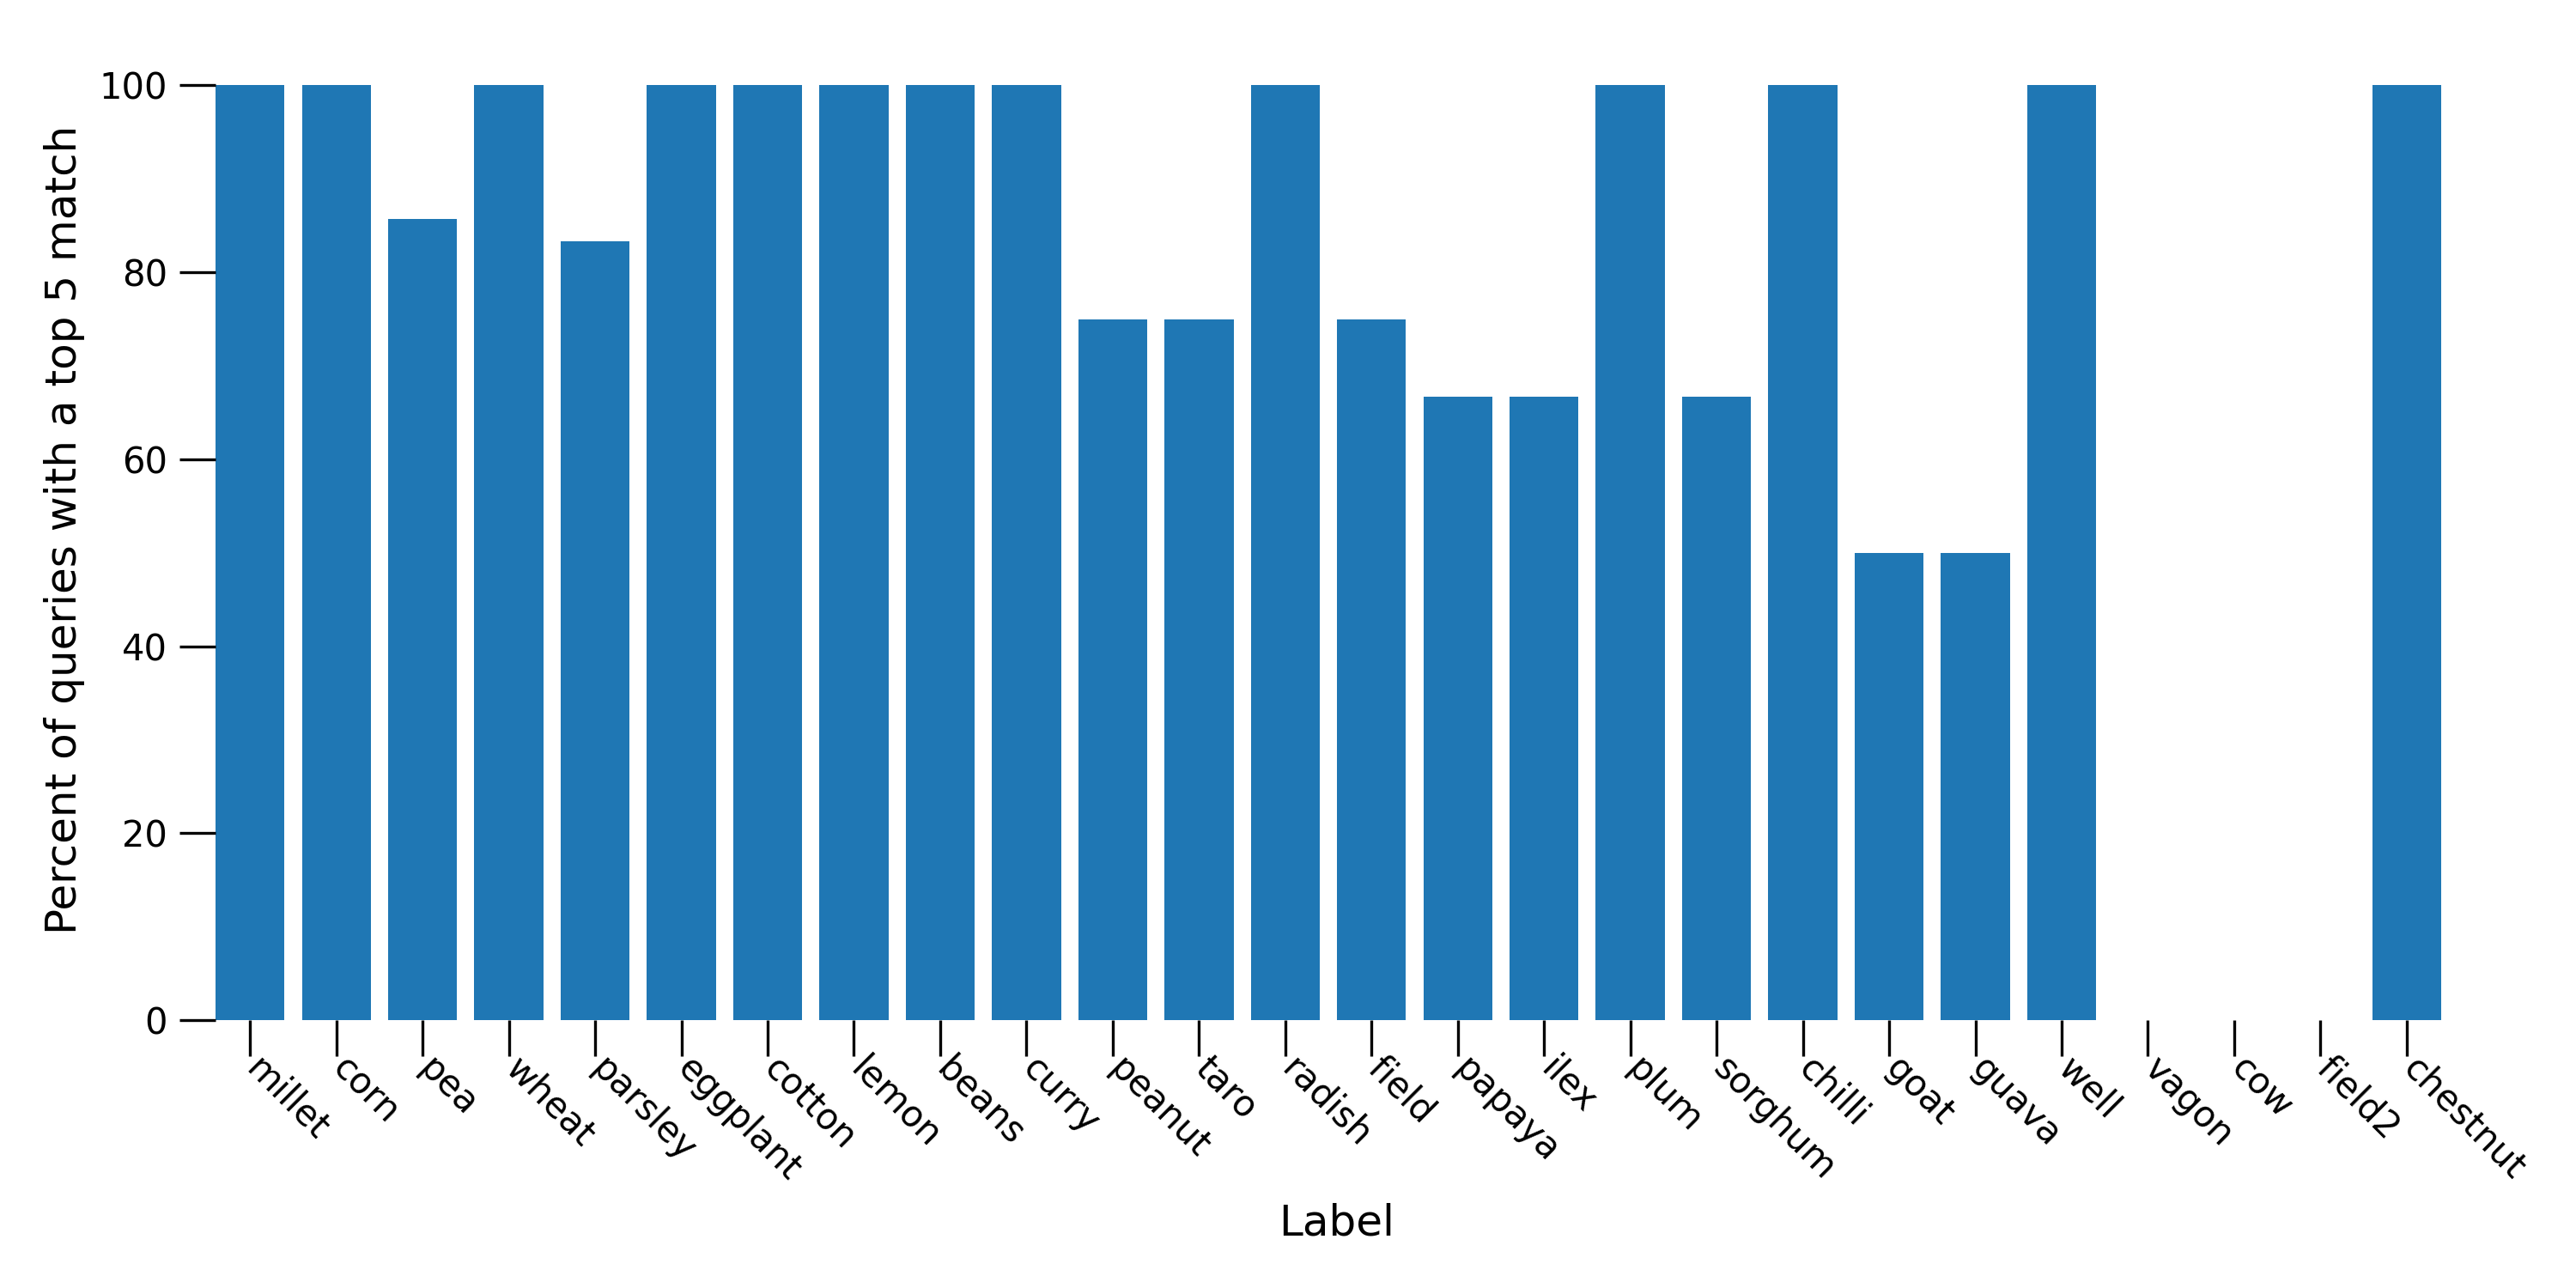 Percent of queries with a top 5 match
100
80
60
40
20
0
millet
corn
pea
wheat
parsley
eggplant
cotton
lemon
beans
curry
peanut
taro
radish
field
papaya
ilex
plum
sorghum
chilli
goat
guava
well
vagon
cow
field2
chestnut
Label